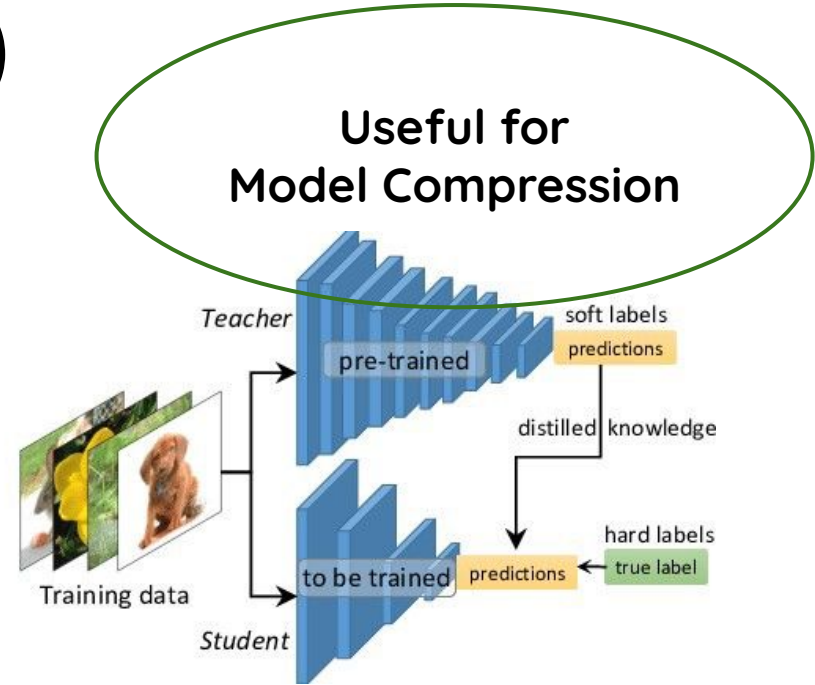 Useful for
Model Compression
Teacher
soft labels
pre-trained
predictions
distilled knowledge
hard labels
to be trained
predictions
true label
Training data
Student